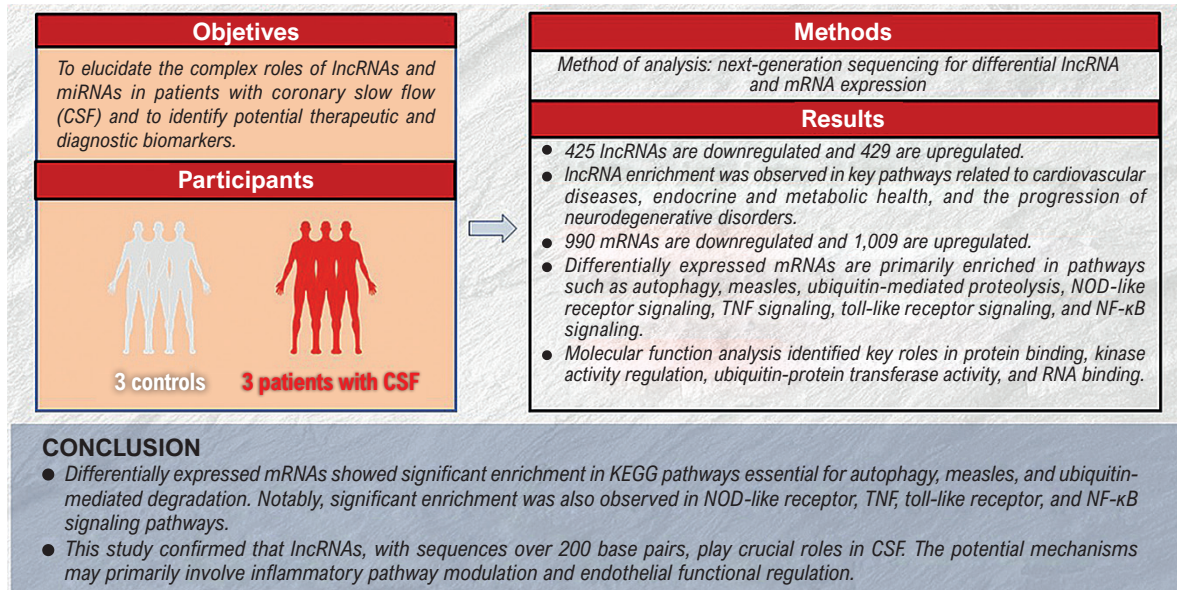 Objetives
To elucidate the complex roles of lncRNAs and
miRNAs in patients with coronary slow flow
(CSF) and to identify potential therapeutic and
diagnostic biomarkers.
Participants
3 controls
3 patients with CSF
Methods
Method of analysis: next-generation sequencing for differential lncRNA
and mRNA expression
Results
● 425 lncRNAs are downregulated and 429 are upregulated.
● lncRNA enrichment was observed in key pathways related to cardiovascular
diseases, endocrine and metabolic health, and the progression of
neurodegenerative disorders.
● 990 mRNAs are downregulated and 1,009 are upregulated.
● Differentially expressed mRNAs are primarily enriched in pathways
such as autophagy, measles, ubiquitin-mediated proteolysis, NOD-like
receptor signaling, TNF signaling, toll-like receptor signaling, and NF-κB
signaling.
● Molecular function analysis identified key roles in protein binding, kinase
activity regulation, ubiquitin-protein transferase activity, and RNA binding.
CONCLUSION
● Differentially expressed mRNAs showed significant enrichment in KEGG pathways essential for autophagy, measles, and ubiquitin-
mediated degradation. Notably, significant enrichment was also observed in NOD-like receptor, TNF, toll-like receptor, and NF-κB
signaling pathways.
● This study confirmed that lncRNAs, with sequences over 200 base pairs, play crucial roles in CSF. The potential mechanisms
may primarily involve inflammatory pathway modulation and endothelial functional regulation.